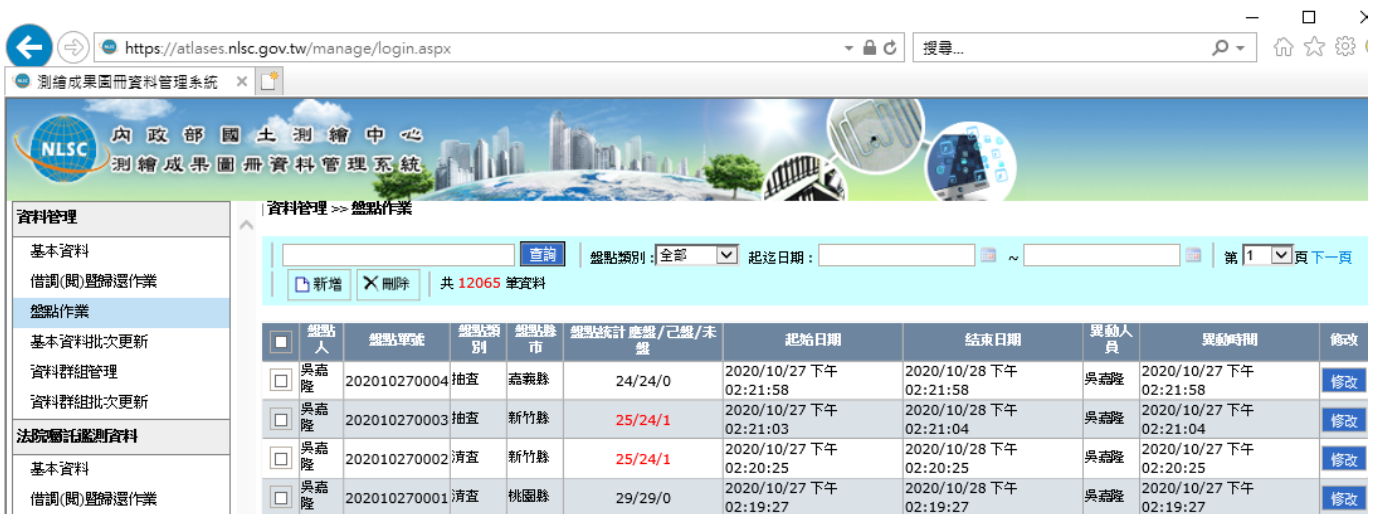 https://atlases.nlsc.gov.tw/manage/login.aspx
搜尋...
測繪成果圖冊資料管理系統
NLSC
內政部國土測繪中心
測繪成果圖冊資料管理系統
資料管理
基本資料
借調(閱)暨歸還作業
盤點作業
基本資料批次更新
資料群組管理
資料群組批次更新
法院囑託鑑測資料
基本資料
借調(閱)暨歸還作業
資料管理 >> 盤點作業
查詢 盤點類別：全部 起迄日期： ~ 第 1 頁 下一頁
新增 刪除 共 12065 筆資料
盤點人 盤點單號 盤點類別 盤點縣市 盤點統計 應盤/己盤/未盤 起始日期 結束日期 異動人員 異動時間 修改
吳嘉隆 202010270004 抽查 嘉義縣 24/24/0 2020/10/27 下午 02:21:58 2020/10/28 下午 02:21:58 吳嘉隆 2020/10/27 下午 02:21:58 修改
吳嘉隆 202010270003 抽查 新竹縣 25/24/1 2020/10/27 下午 02:21:03 2020/10/28 下午 02:21:04 吳嘉隆 2020/10/27 下午 02:21:04 修改
吳嘉隆 202010270002 清查 新竹縣 25/24/1 2020/10/27 下午 02:20:25 2020/10/28 下午 02:20:25 吳嘉隆 2020/10/27 下午 02:20:25 修改
吳嘉隆 202010270001 清查 桃園縣 29/29/0 2020/10/27 下午 02:19:27 2020/10/28 下午 02:19:27 吳嘉隆 2020/10/27 下午 02:19:27 修改